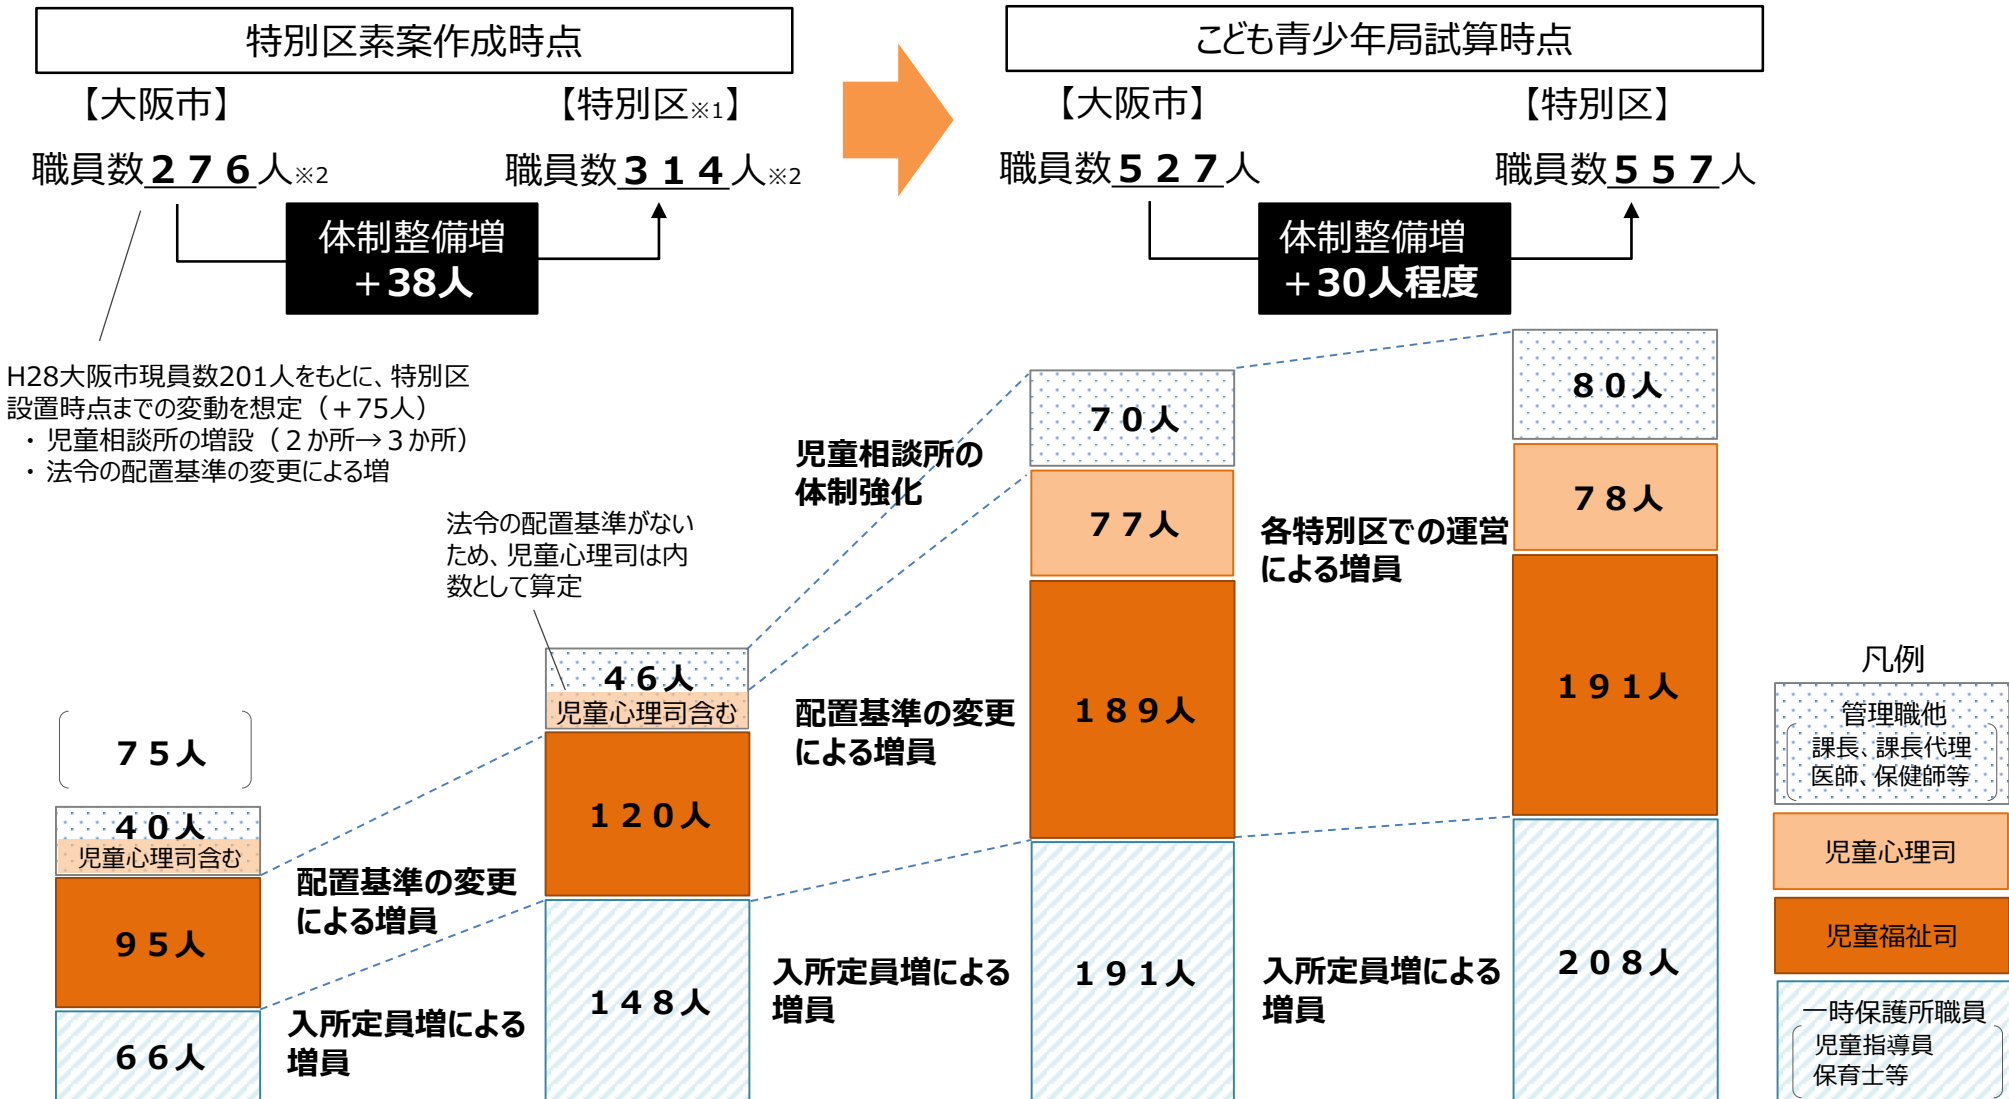 特別区素案作成時点
【大阪市】
【特別区※1】
職員数276人※2
職員数314人※2
体制整備増
+38人
こども青少年局試算時点
【大阪市】
【特別区】
職員数527人
職員数557人
体制整備増
+30人程度
H28大阪市現員数201人をもとに、特別区
設置時点までの変動を想定（+75人）
・児童相談所の増設（２か所→３か所）
・法令の配置基準の変更による増
法令の配置基準がない
ため、児童心理司は内
数として算定
75人
40人
児童心理司含む
95人
66人
配置基準の変更
による増員
入所定員増による
増員
46人
児童心理司含む
120人
148人
児童相談所の
体制強化
配置基準の変更
による増員
入所定員増による
増員
70人
77人
189人
191人
各特別区での運営
による増員
入所定員増による
増員
80人
78人
191人
208人
凡例
管理職他
課長、課長代理
医師、保健師等
児童心理司
児童福祉司
一時保護所職員
児童指導員
保育士等